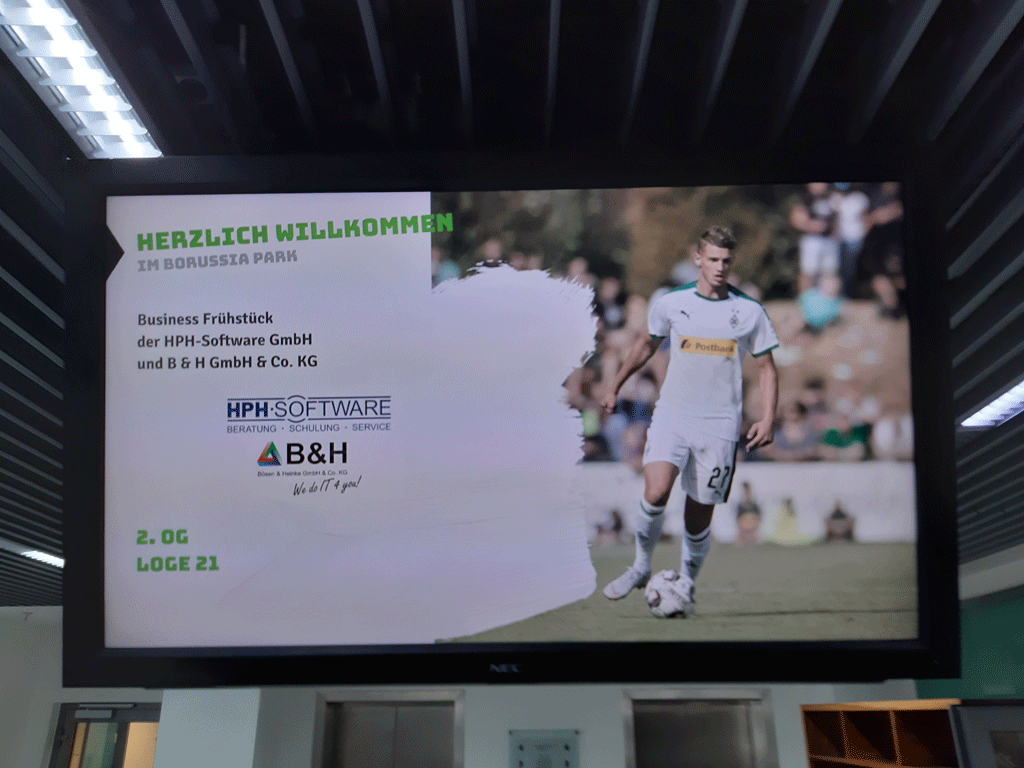 HERZLICH WILLKOMMEN
IM BORUSSIA PARK
Business Frühstück
der HPH-Software GmbH
und B & H GmbH & Co. KG
HPH·SOFTWARE
BERATUNG · SCHULUNG · SERVICE
B&H
Bösen & Heinke GmbH & Co. KG
We do IT 4 you!
2. OG
LOGE 21
Postbank
27
NEC